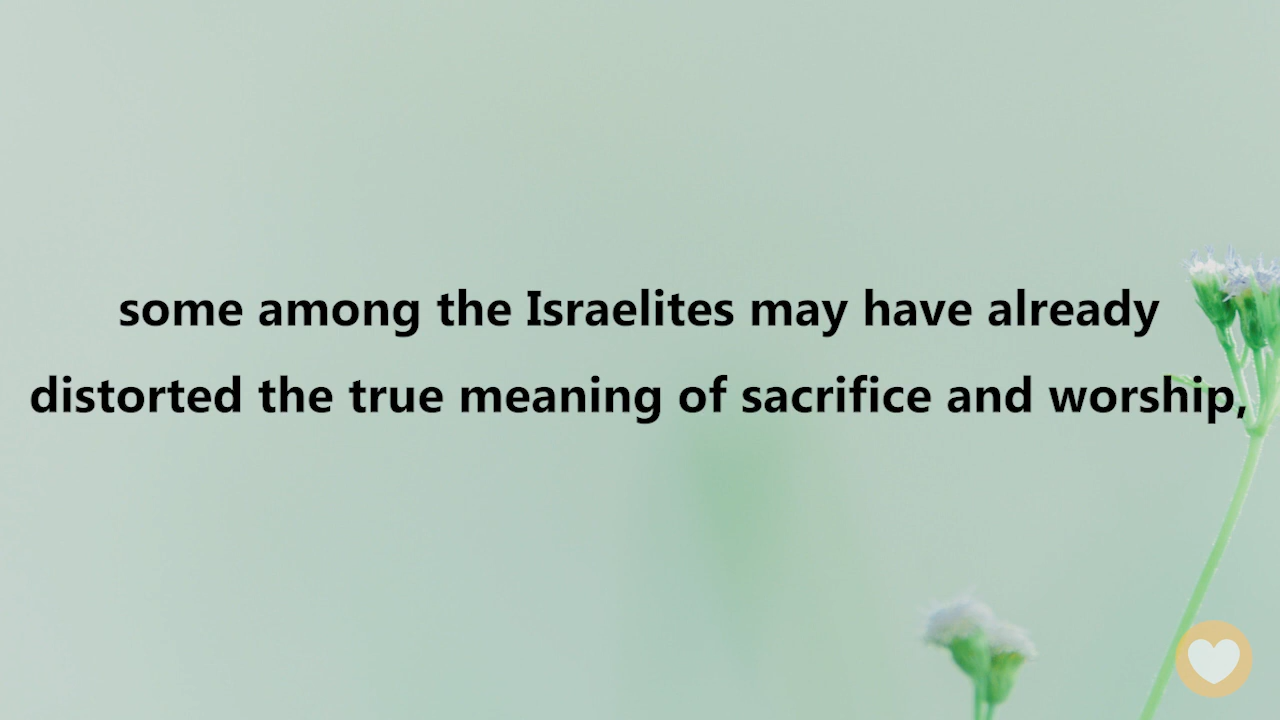 some among the Israelites may have already
distorted the true meaning of sacrifice and worship,